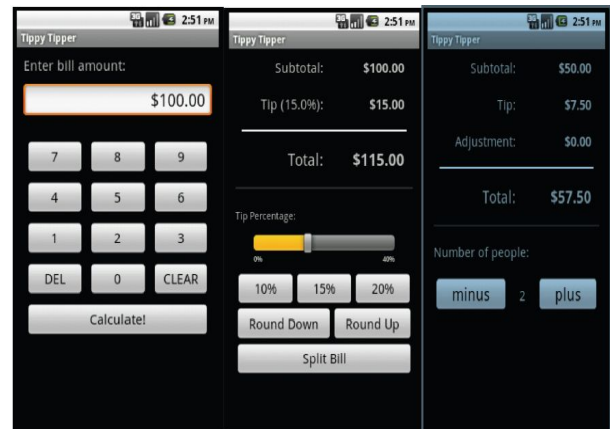 3G 2:51 PM
Tippy Tipper
Enter bill amount:
$100.00
7 8 9
4 5 6
1 2 3
DEL 0 CLEAR
Calculate!
3G 2:51 PM
Tippy Tipper
Subtotal: $100.00
Tip (15.0%): $15.00
Total: $115.00
Tip Percentage:
0% 40%
10% 15% 20%
Round Down Round Up
Split Bill
3G 2:51 PM
Tippy Tipper
Subtotal: $50.00
Tip: $7.50
Adjustment: $0.00
Total: $57.50
Number of people:
minus 2 plus